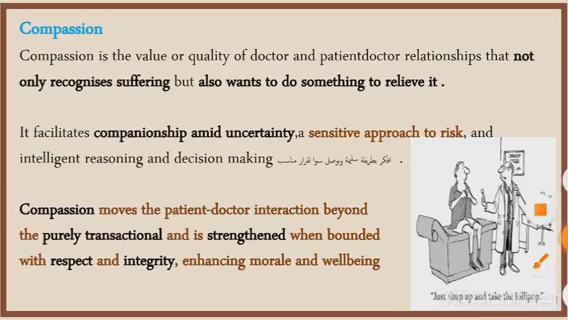 Compassion
Compassion is the value or quality of doctor and patientdoctor relationships that not
only recognises suffering but also wants to do something to relieve it .
It facilitates companionship amid uncertainty,a sensitive approach to risk, and
intelligent reasoning and decision making افكر بطريقة سليمة ونوصل سوا لقرار مناسب .
Compassion moves the patient-doctor interaction beyond
the purely transactional and is strengthened when bounded
with respect and integrity, enhancing morale and wellbeing
"Just shup up and take the lollipop."